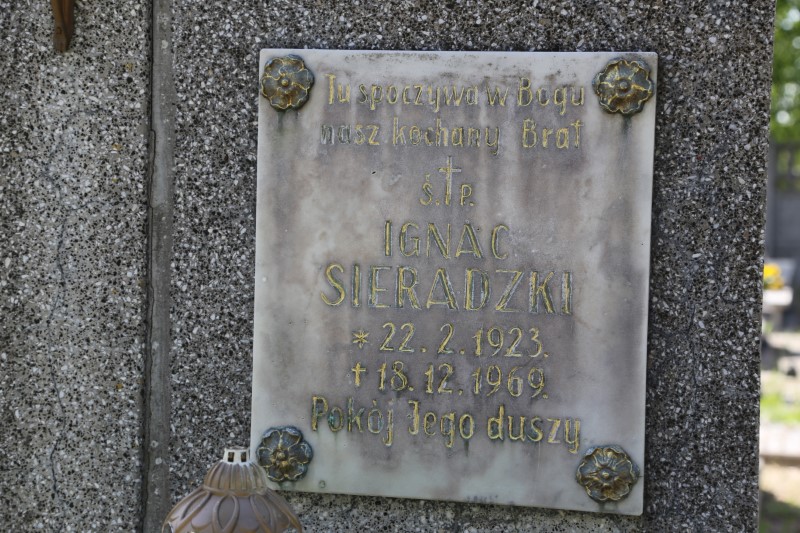 Tu spoczywa w Bogu
nasz kochany Brat
ś.†p.
IGNAC
SIERADZKI
* 22. 2. 1923.
† 18. 12. 1969.
Pokój Jego duszy